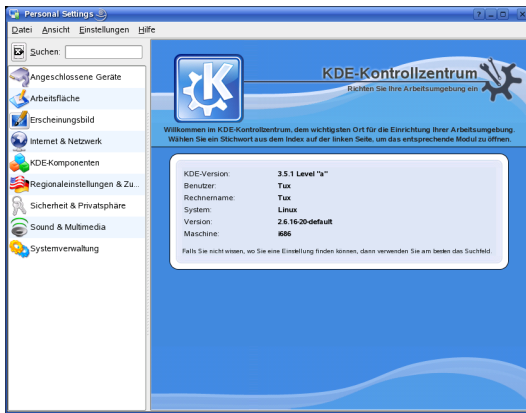 Personal Settings
Datei Ansicht Einstellungen Hilfe
Suchen:
Angeschlossene Geräte
Arbeitsfläche
Erscheinungsbild
Internet & Netzwerk
KDE-Komponenten
Regionaleinstellungen & Zu...
Sicherheit & Privatsphäre
Sound & Multimedia
Systemverwaltung
KDE-Kontrollzentrum
Richten Sie Ihre Arbeitsumgebung ein
Willkommen im KDE-Kontrollzentrum, dem wichtigsten Ort für die Einrichtung Ihrer Arbeitsumgebung.
Wählen Sie ein Stichwort aus dem Index auf der linken Seite, um das entsprechende Modul zu öffnen.
KDE-Version: 3.5.1 Level "a"
Benutzer: Tux
Rechnername: Tux
System: Linux
Version: 2.6.16-20-default
Maschine: i686
Falls Sie nicht wissen, wo Sie eine Einstellung finden können, dann verwenden Sie am besten das Suchfeld.